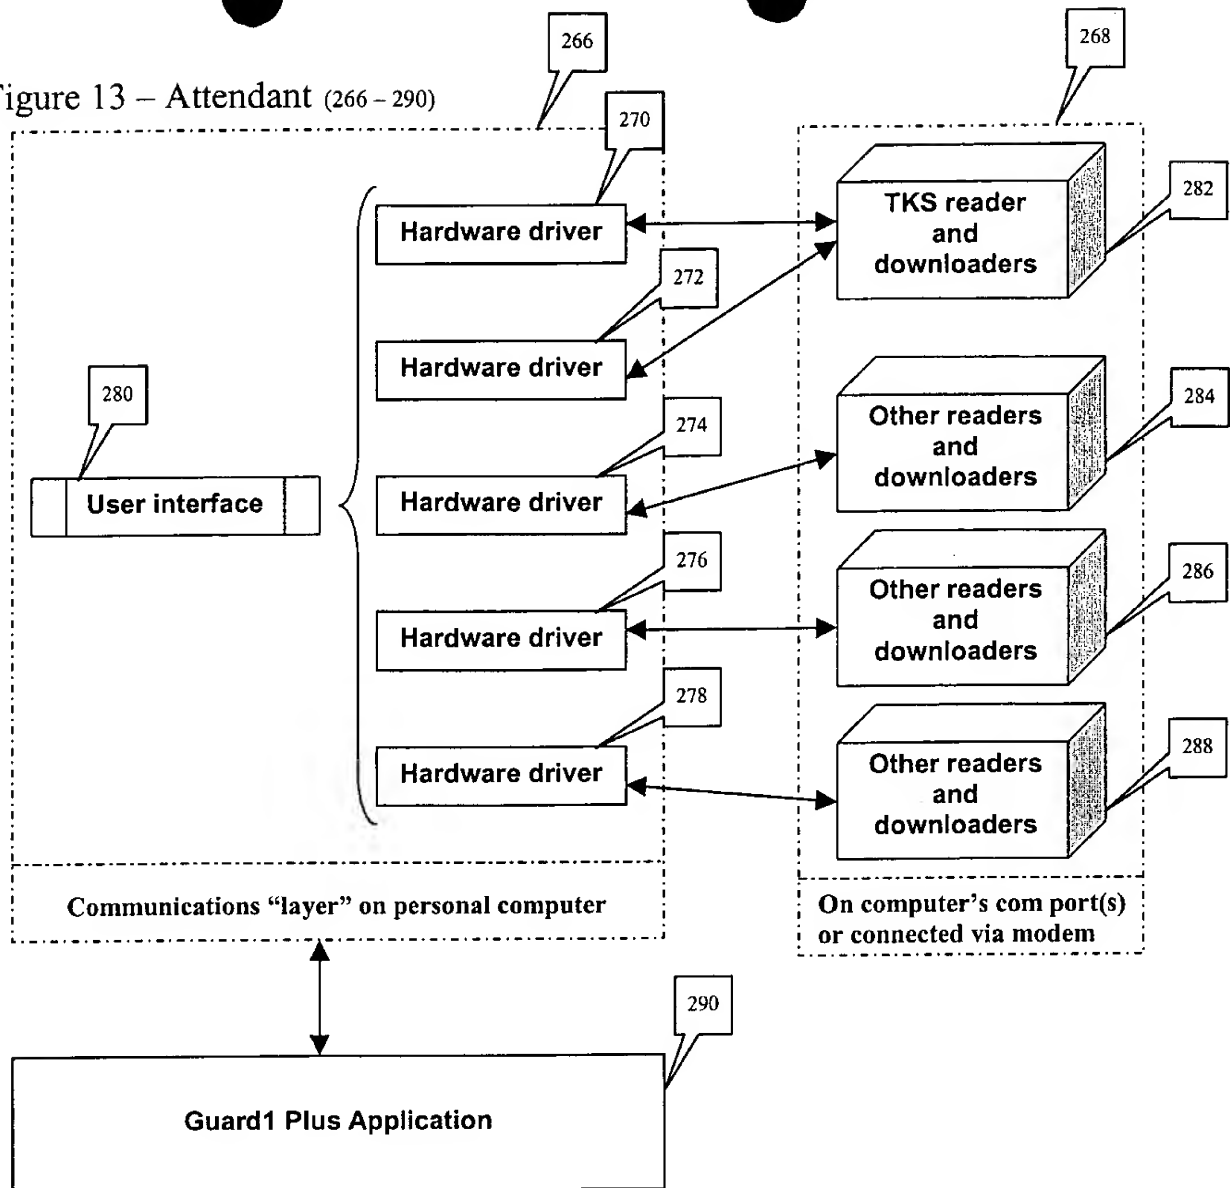 266
268
igure 13 – Attendant (266 – 290)
270
282
Hardware driver
TKS reader
and
downloaders
272
Hardware driver
280
284
274
Other readers
and
downloaders
User interface
Hardware driver
276
286
Other readers
and
downloaders
Hardware driver
278
288
Other readers
and
downloaders
Hardware driver
Communications “layer” on personal computer
On computer’s com port(s)
or connected via modem
290
Guard1 Plus Application